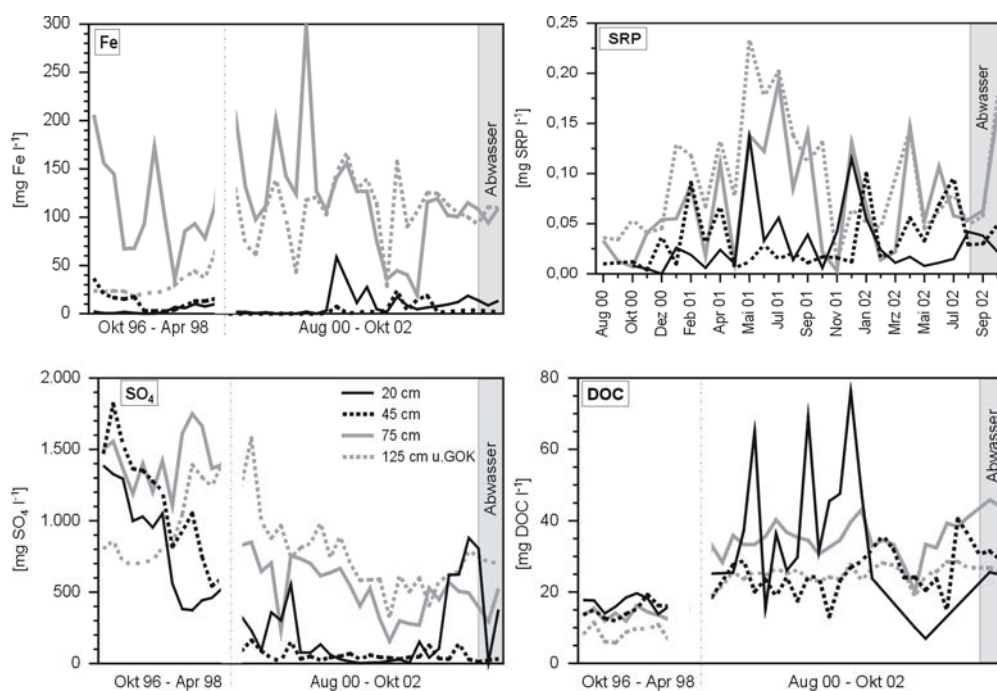 Fe
[mg Fe l⁻¹]
300
250
200
150
100
50
0
Abwasser
Okt 96 - Apr 98
Aug 00 - Okt 02
SRP
[mg SRP l⁻¹]
0,25
0,20
0,15
0,10
0,05
0,00
Abwasser
Aug 00
Okt 00
Dez 00
Feb 01
Apr 01
Mai 01
Jul 01
Sep 01
Nov 01
Jan 02
Mrz 02
Mai 02
Jul 02
Sep 02
SO₄
[mg SO₄ l⁻¹]
2.000
1.500
1.000
500
0
20 cm
45 cm
75 cm
125 cm u.GOK
Abwasser
Okt 96 - Apr 98
Aug 00 - Okt 02
DOC
[mg DOC l⁻¹]
80
60
40
20
0
Abwasser
Okt 96 - Apr 98
Aug 00 - Okt 02